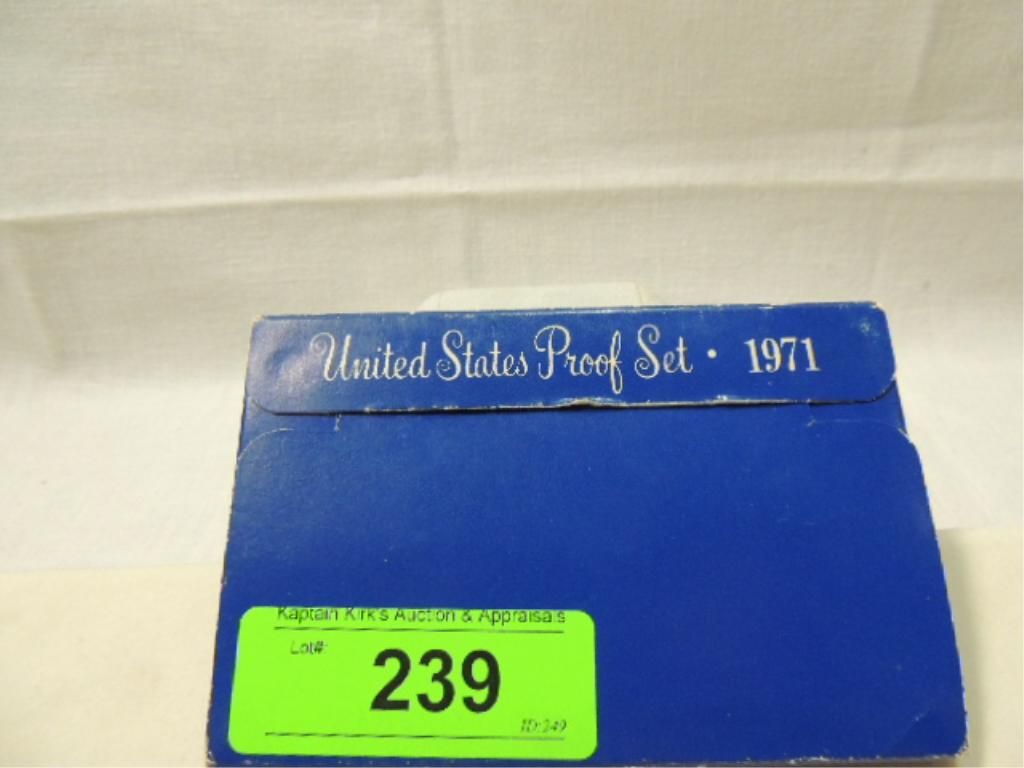 United States Proof Set • 1971
Kaptain Kirk's Auction & Appraisals
Lot#:
239
ID:249